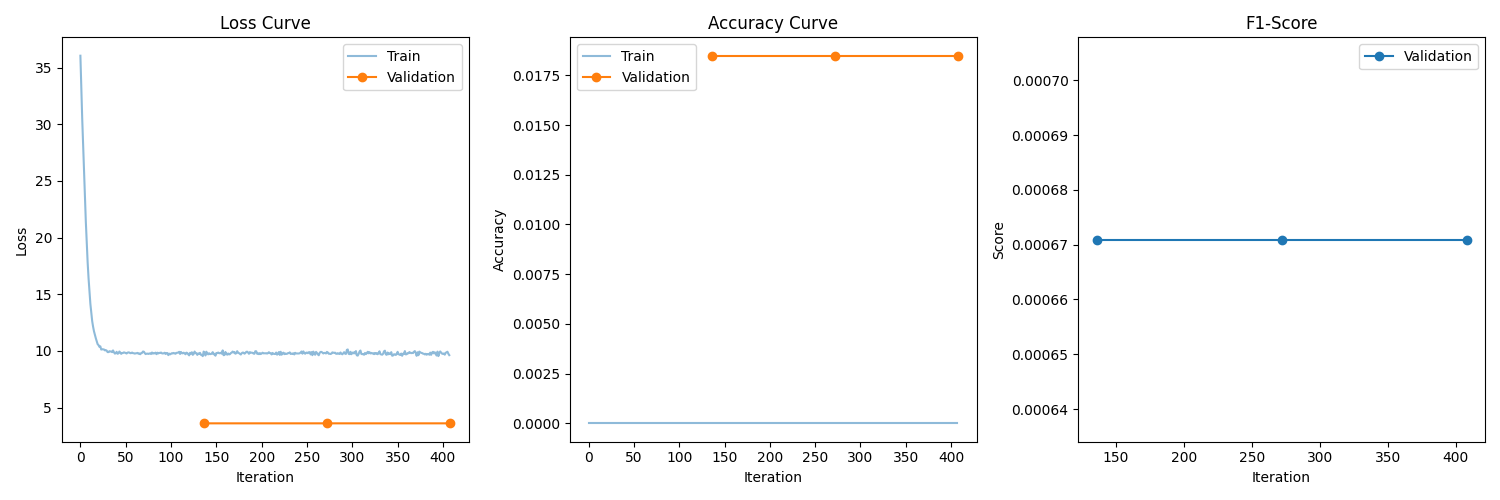 Loss Curve
Loss
35
30
25
20
15
10
5
0 50 100 150 200 250 300 350 400
Iteration
Train
Validation
Accuracy Curve
Accuracy
0.0175
0.0150
0.0125
0.0100
0.0075
0.0050
0.0025
0.0000
0 50 100 150 200 250 300 350 400
Iteration
Train
Validation
F1-Score
Score
0.00070
0.00069
0.00068
0.00067
0.00066
0.00065
0.00064
150 200 250 300 350 400
Iteration
Validation